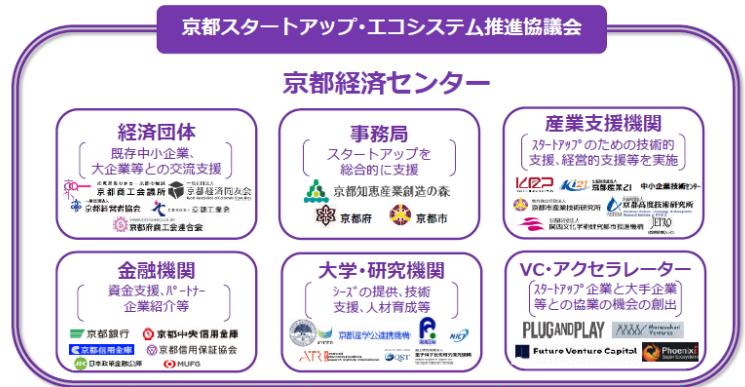 京都スタートアップ・エコシステム推進協議会
京都経済センター
経済団体
既存中小企業、
大企業等との交流支援
京都商工会議所
京都経済同友会
京都経営者協会
京都工業会
京都府商工会連合会
事務局
スタートアップを
総合的に支援
京都知恵産業創造の森
京都府
京都市
産業支援機関
ｽﾀｰﾄｱｯﾌﾟのための技術的
支援、経営的支援等を実施
KRP
KI21
京都産業21
中小企業技術センター
京都市産業技術研究所
京都高度技術研究所
関西文化学術研究都市推進機構
JETRO
金融機関
資金支援、ﾊﾟｰﾄﾅｰ
企業紹介等
京都銀行
京都中央信用金庫
京都信用金庫
京都信用保証協会
日本政策金融公庫
MUFG
大学・研究機関
ｼｰｽﾞの提供、技術
支援、人材育成等
京都産学公連携機構
NICT
ATR
QST
VC・アクセラレーター
ｽﾀｰﾄｱｯﾌﾟ企業と大手企業
等との協業の機会の創出
PLUGANDPLAY
Monozukuri
Ventures
Future Venture Capital
Phoenixi